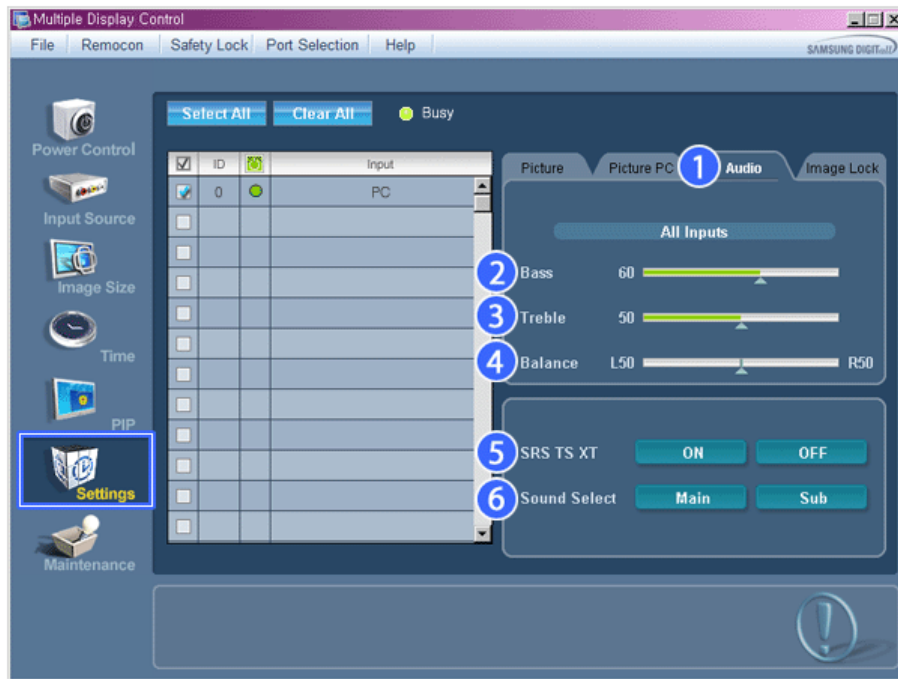 Multiple Display Control
File Remocon Safety Lock Port Selection Help
SAMSUNG DIGITall
Select All Clear All Busy
Power Control
Input Source
Image Size
Time
PIP
Settings
Maintenance
ID Input
0 PC
Picture Picture PC 1 Audio Image Lock
All Inputs
2 Bass 60
3 Treble 50
4 Balance L50 R50
5 SRS TS XT ON OFF
6 Sound Select Main Sub